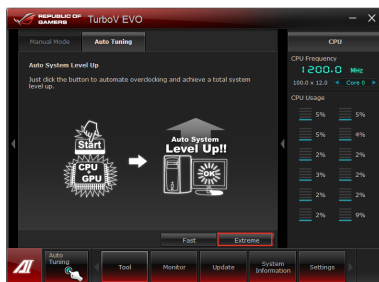 REPUBLIC OF
GAMERS
TurboV EVO
Manual Mode
Auto Tuning
CPU
Auto System Level Up
Just click the button to automate overclocking and achieve a total system
level up.
CPU Frequency
1200.0 MHz
100.0 x 12.0
Core 0
CPU Usage
5% 5%
5% 4%
2% 2%
3% 2%
2% 2%
2% 9%
Start
CPU
+
GPU
Auto System
Level Up!!
OK
Fast
Extreme
Auto
Tuning
Tool
Monitor
Update
System
Information
Settings